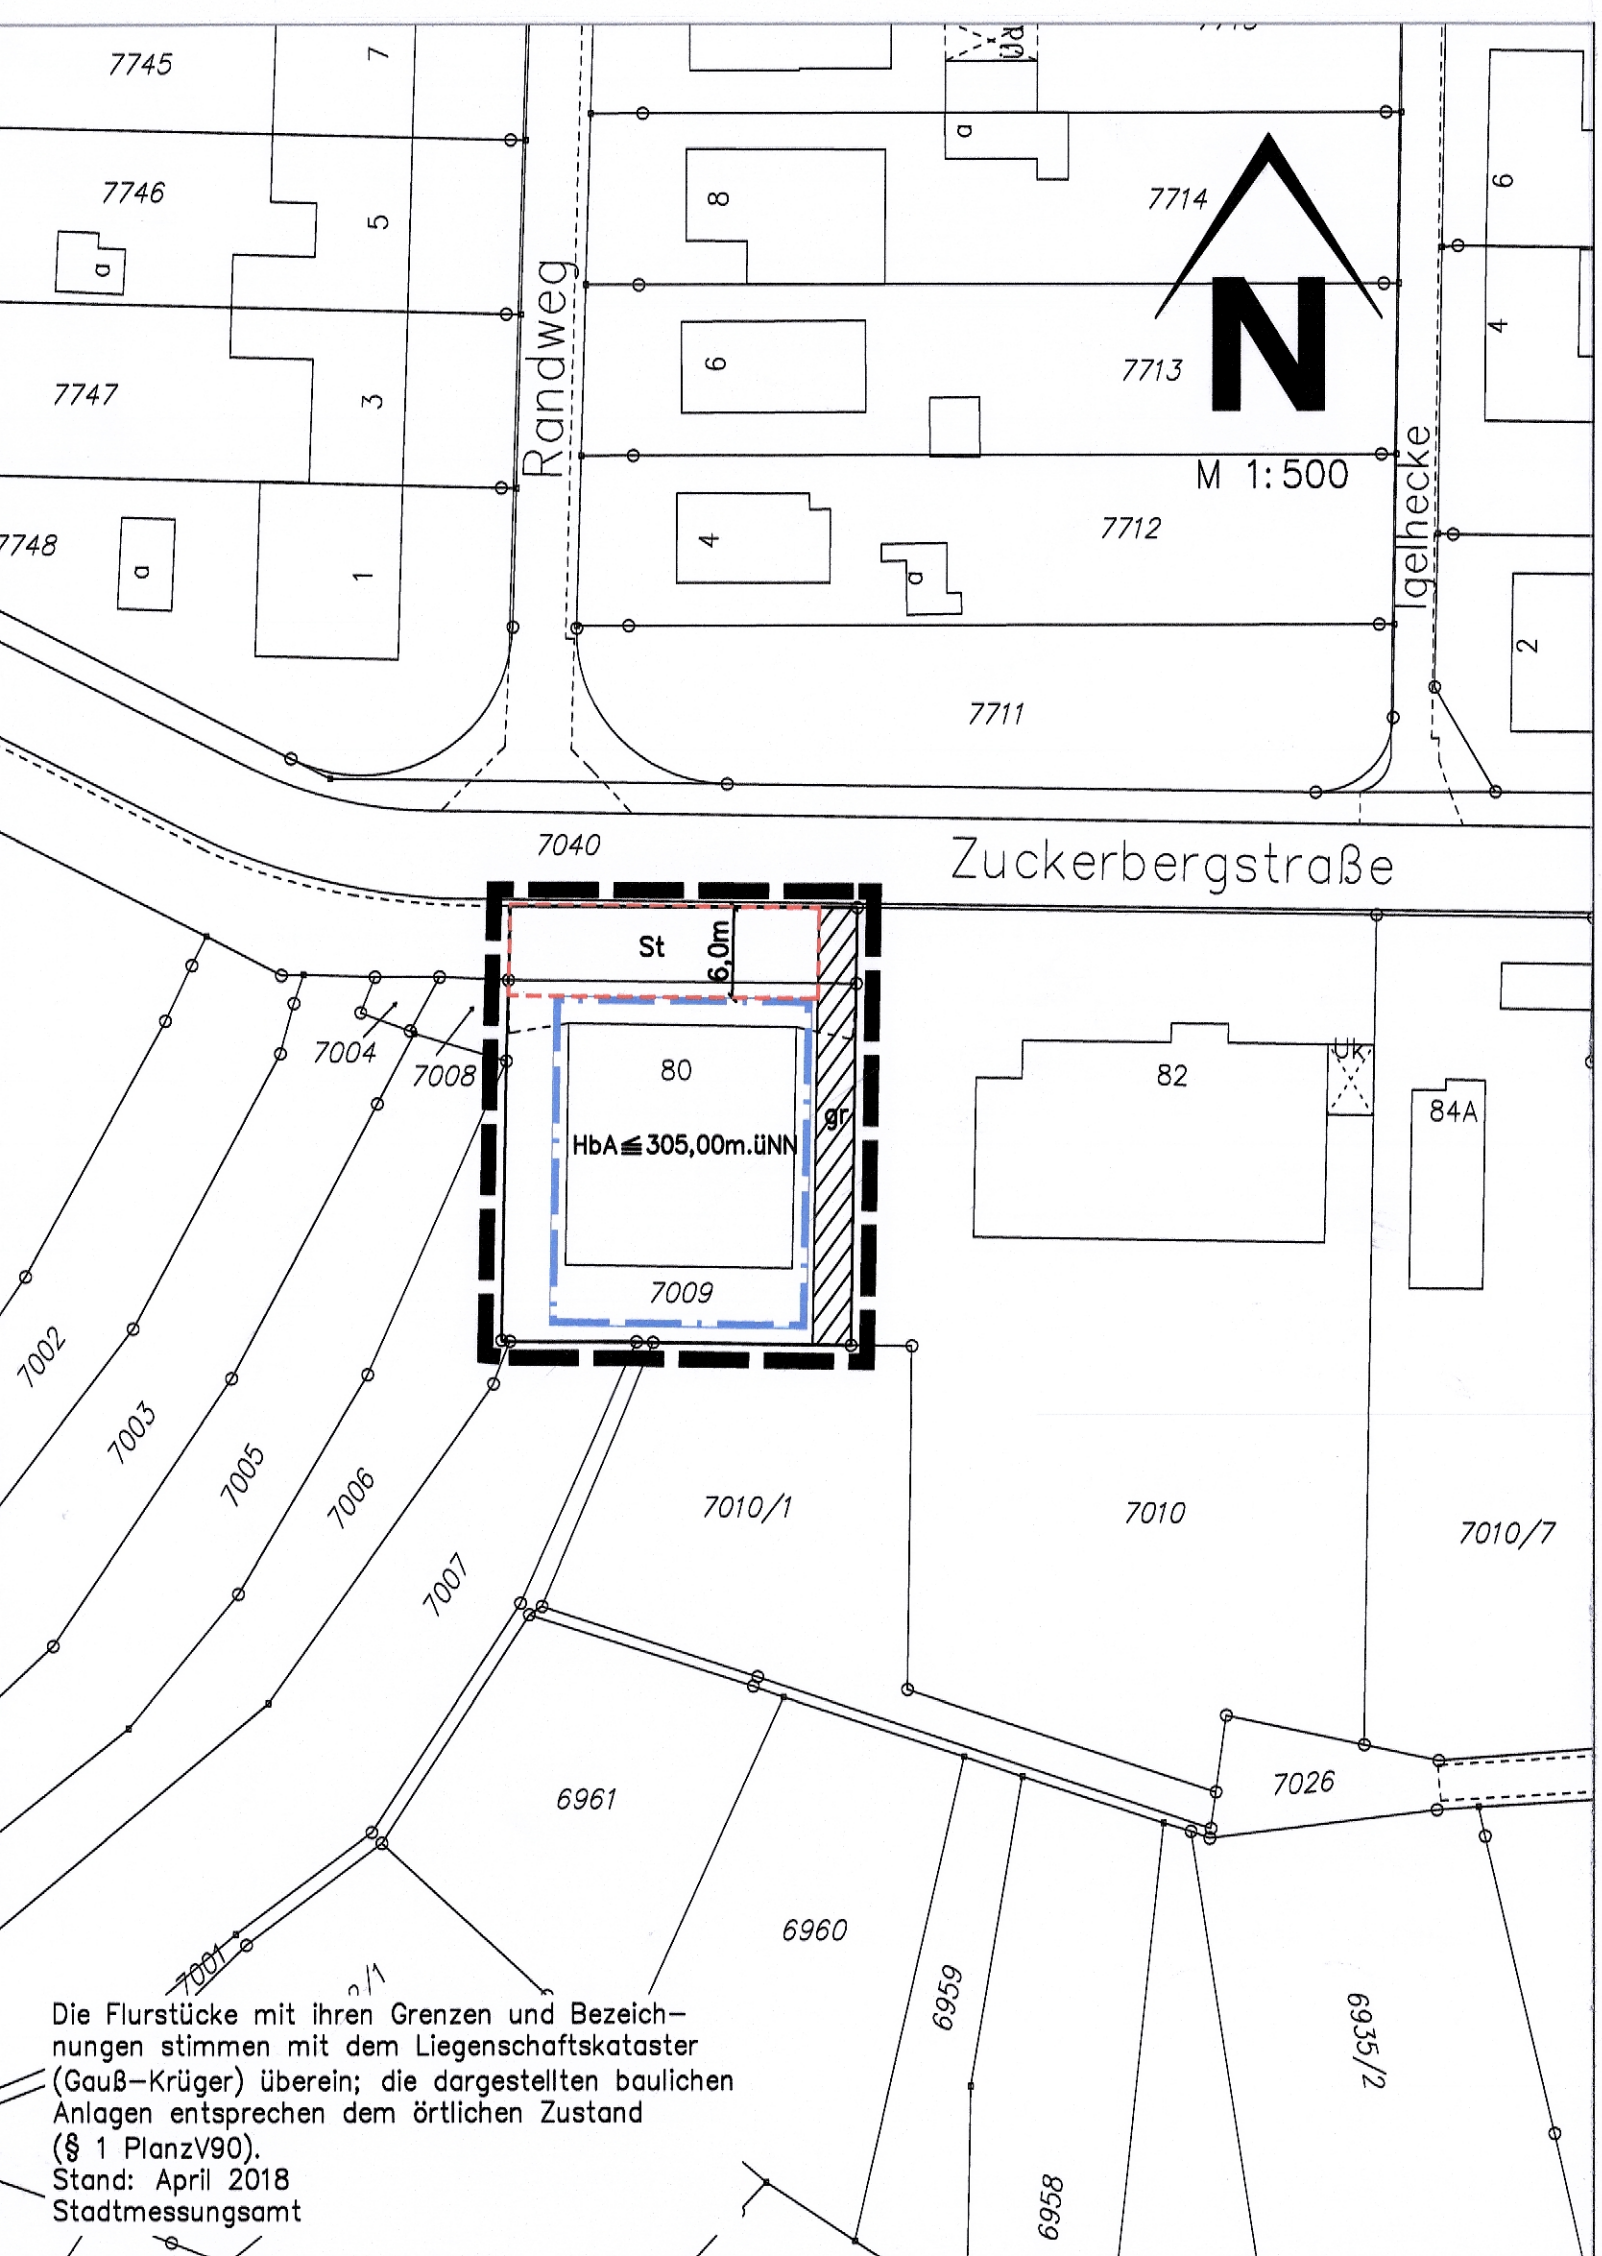 7745
7
7746
5
a
8
a
7714
6
Randweg
N
7747
3
6
7713
4
M 1:500
7748
a
1
4
a
7712
Igelhecke
2
7711
7040
Zuckerbergstraße
St
6,0m
7004
7008
80
82
Uk
84A
HbA≦305,00m.üNN
gr
7009
7002
7003
7005
7006
7007
7010/1
7010
7010/7
6961
7026
6960
7001
6959
6935/2
6958
Die Flurstücke mit ihren Grenzen und Bezeich-
nungen stimmen mit dem Liegenschaftskataster
(Gauß-Krüger) überein; die dargestellten baulichen
Anlagen entsprechen dem örtlichen Zustand
(§ 1 PlanzV90).
Stand: April 2018
Stadtmessungsamt